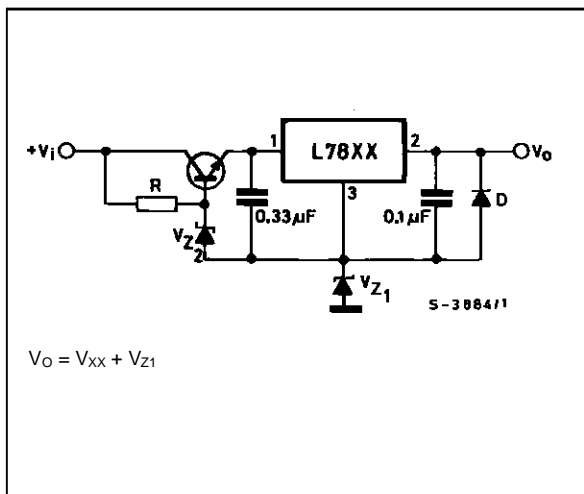 +Vi
1
L78XX
2
Vo
R
3
0.33μF
0.1μF
D
VZ2
VZ1
S-3884/1
VO = VXX + VZ1